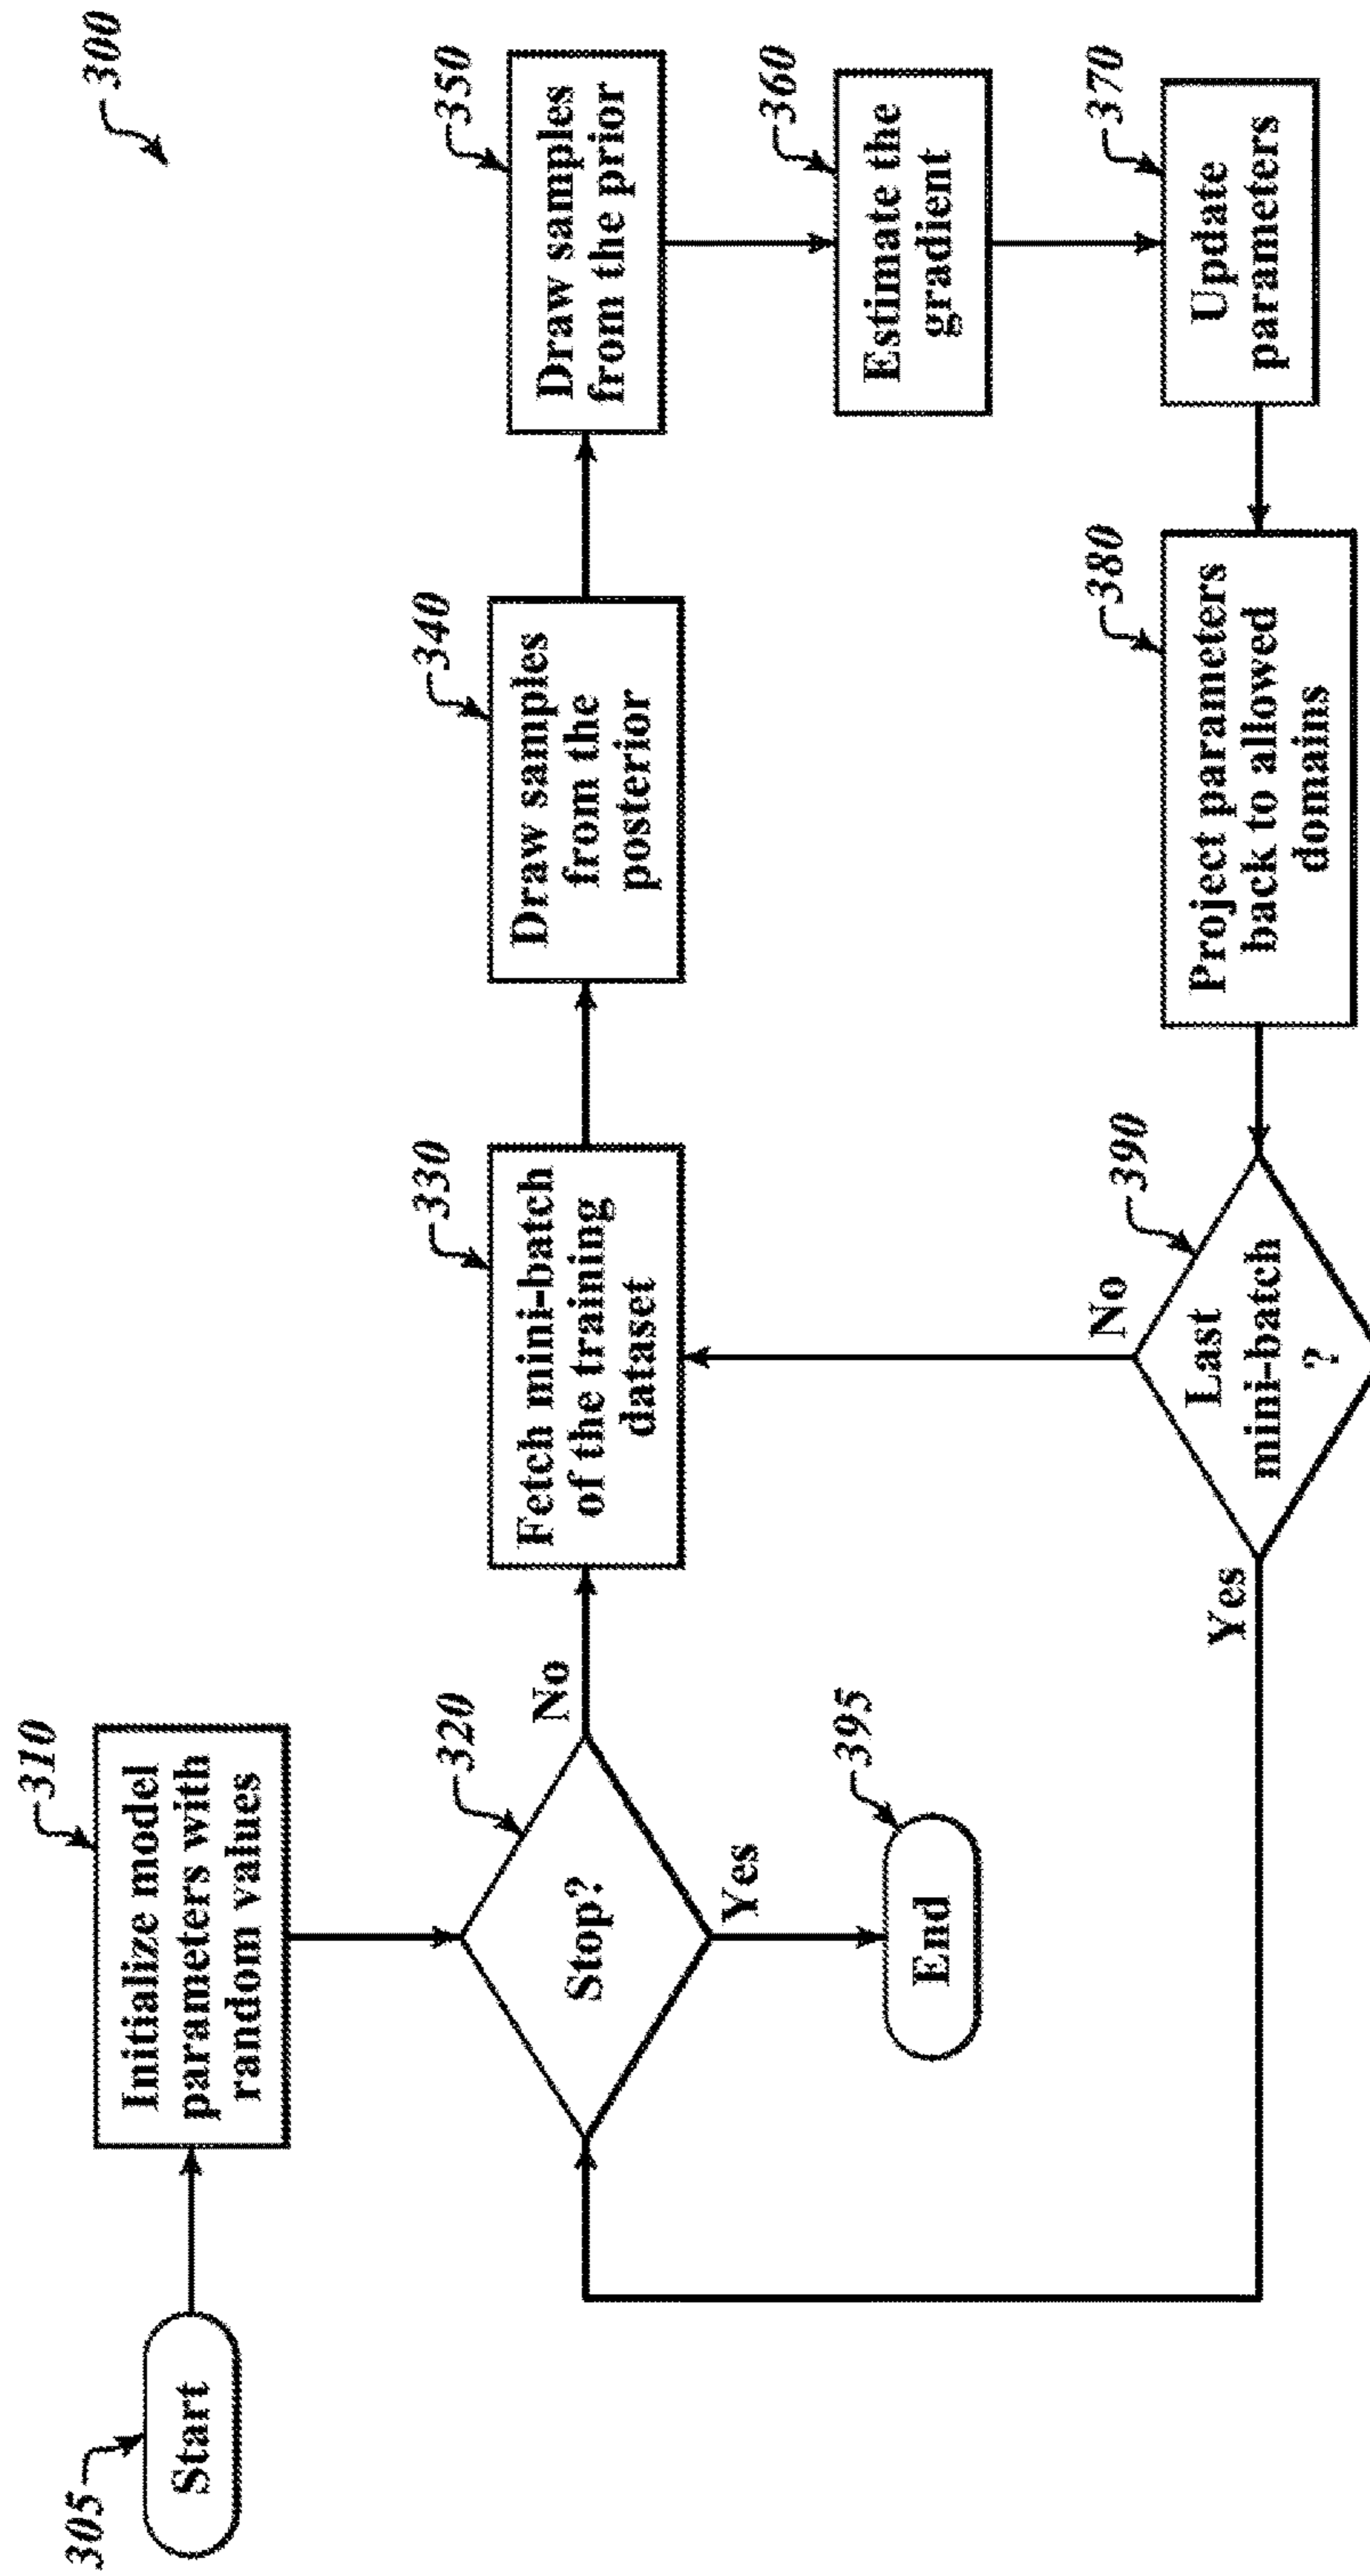 300
305
Start
310
Initialize model
parameters with
random values
320
Stop?
No
Yes
395
End
330
Fetch mini-batch
of the training
dataset
340
Draw samples
from the
posterior
350
Draw samples
from the prior
360
Estimate the
gradient
370
Update
parameters
380
Project parameters
back to allowed
domains
390
Last
mini-batch
?
No
Yes